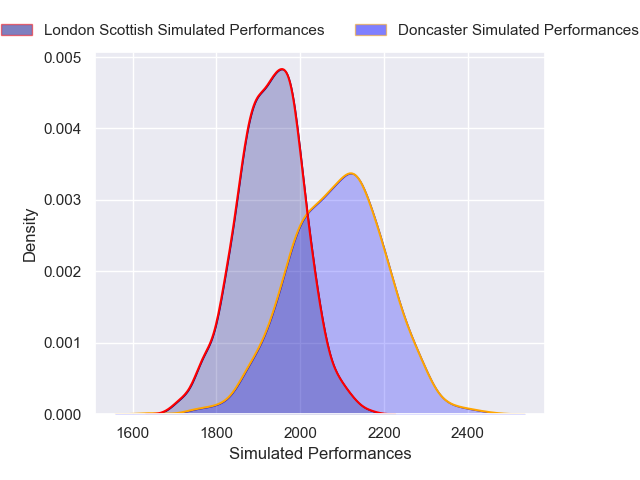 London Scottish Simulated Performances
Doncaster Simulated Performances
0.005
0.004
0.003
0.002
0.001
0.000
Density
1600
1800
2000
2200
2400
Simulated Performances